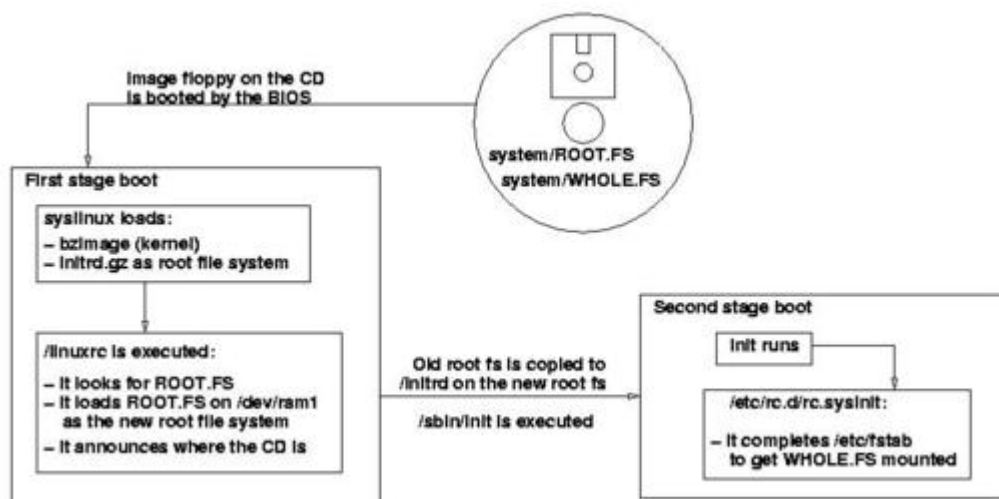 Image floppy on the CD
is booted by the BIOS
system/ROOT.FS
system/WHOLE.FS
First stage boot
syslinux loads:
– bzImage (kernel)
– initrd.gz as root file system
/linuxrc is executed:
– It looks for ROOT.FS
– It loads ROOT.FS on /dev/ram1
as the new root file system
– It announces where the CD is
Old root fs is copied to
/initrd on the new root fs
/sbin/init is executed
Second stage boot
Init runs
/etc/rc.d/rc.sysinit:
– It completes /etc/fstab
to get WHOLE.FS mounted